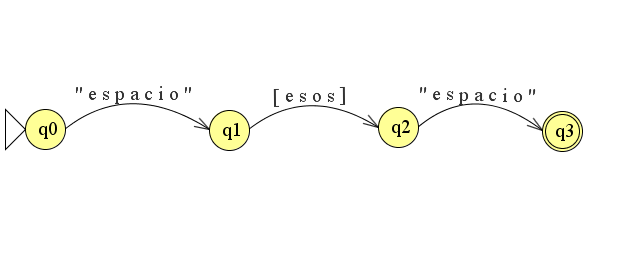 "espacio"
[esos]
"espacio"
q0
q1
q2
q3